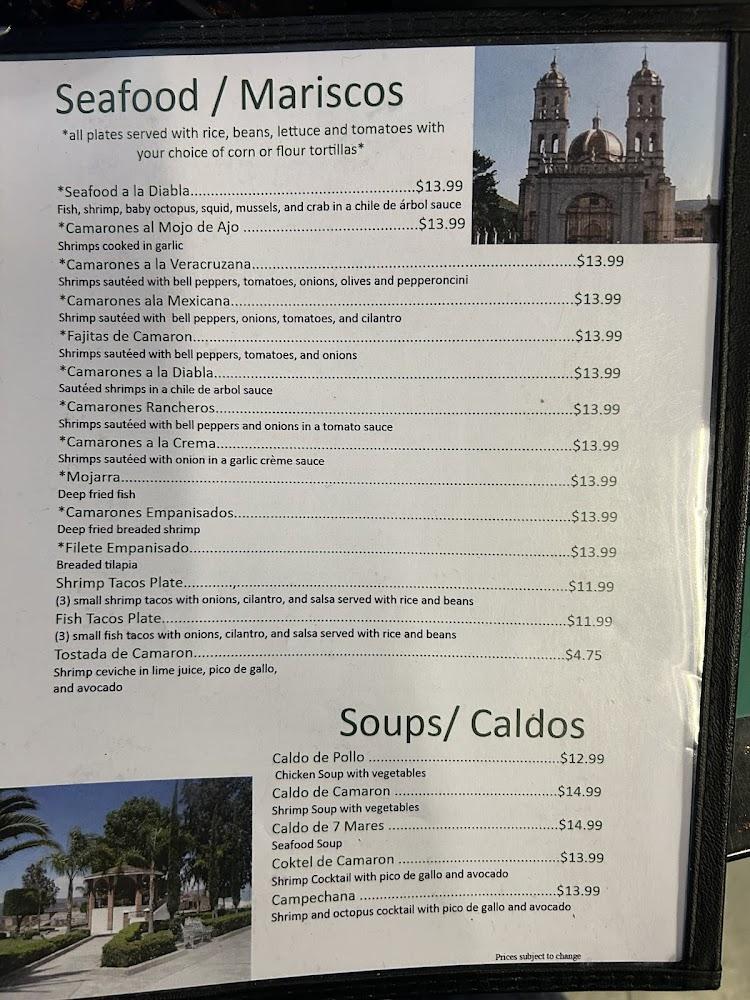 Seafood / Mariscos
*all plates served with rice, beans, lettuce and tomatoes with
your choice of corn or flour tortillas*
*Seafood a la Diabla..........$13.99
Fish, shrimp, baby octopus, squid, mussels, and crab in a chile de árbol sauce
*Camarones al Mojo de Ajo ..........$13.99
Shrimps cooked in garlic
*Camarones a la Veracruzana..........$13.99
Shrimps sautéed with bell peppers, tomatoes, onions, olives and pepperoncini
*Camarones ala Mexicana..........$13.99
Shrimp sautéed with bell peppers, onions, tomatoes, and cilantro
*Fajitas de Camaron..........$13.99
Shrimps sautéed with bell peppers, tomatoes, and onions
*Camarones a la Diabla..........$13.99
Sautéed shrimps in a chile de arbol sauce
*Camarones Rancheros..........$13.99
Shrimps sautéed with bell peppers and onions in a tomato sauce
*Camarones a la Crema..........$13.99
Shrimps sautéed with onion in a garlic crème sauce
*Mojarra..........$13.99
Deep fried fish
*Camarones Empanisados..........$13.99
Deep fried breaded shrimp
*Filete Empanisado..........$13.99
Breaded tilapia
Shrimp Tacos Plate..........$11.99
(3) small shrimp tacos with onions, cilantro, and salsa served with rice and beans
Fish Tacos Plate..........$11.99
(3) small fish tacos with onions, cilantro, and salsa served with rice and beans
Tostada de Camaron..........$4.75
Shrimp ceviche in lime juice, pico de gallo,
and avocado
Soups/ Caldos
Caldo de Pollo ..........$12.99
Chicken Soup with vegetables
Caldo de Camaron ..........$14.99
Shrimp Soup with vegetables
Caldo de 7 Mares ..........$14.99
Seafood Soup
Coktel de Camaron ..........$13.99
Shrimp Cocktail with pico de gallo and avocado
Campechana ..........$13.99
Shrimp and octopus cocktail with pico de gallo and avocado
Prices subject to change